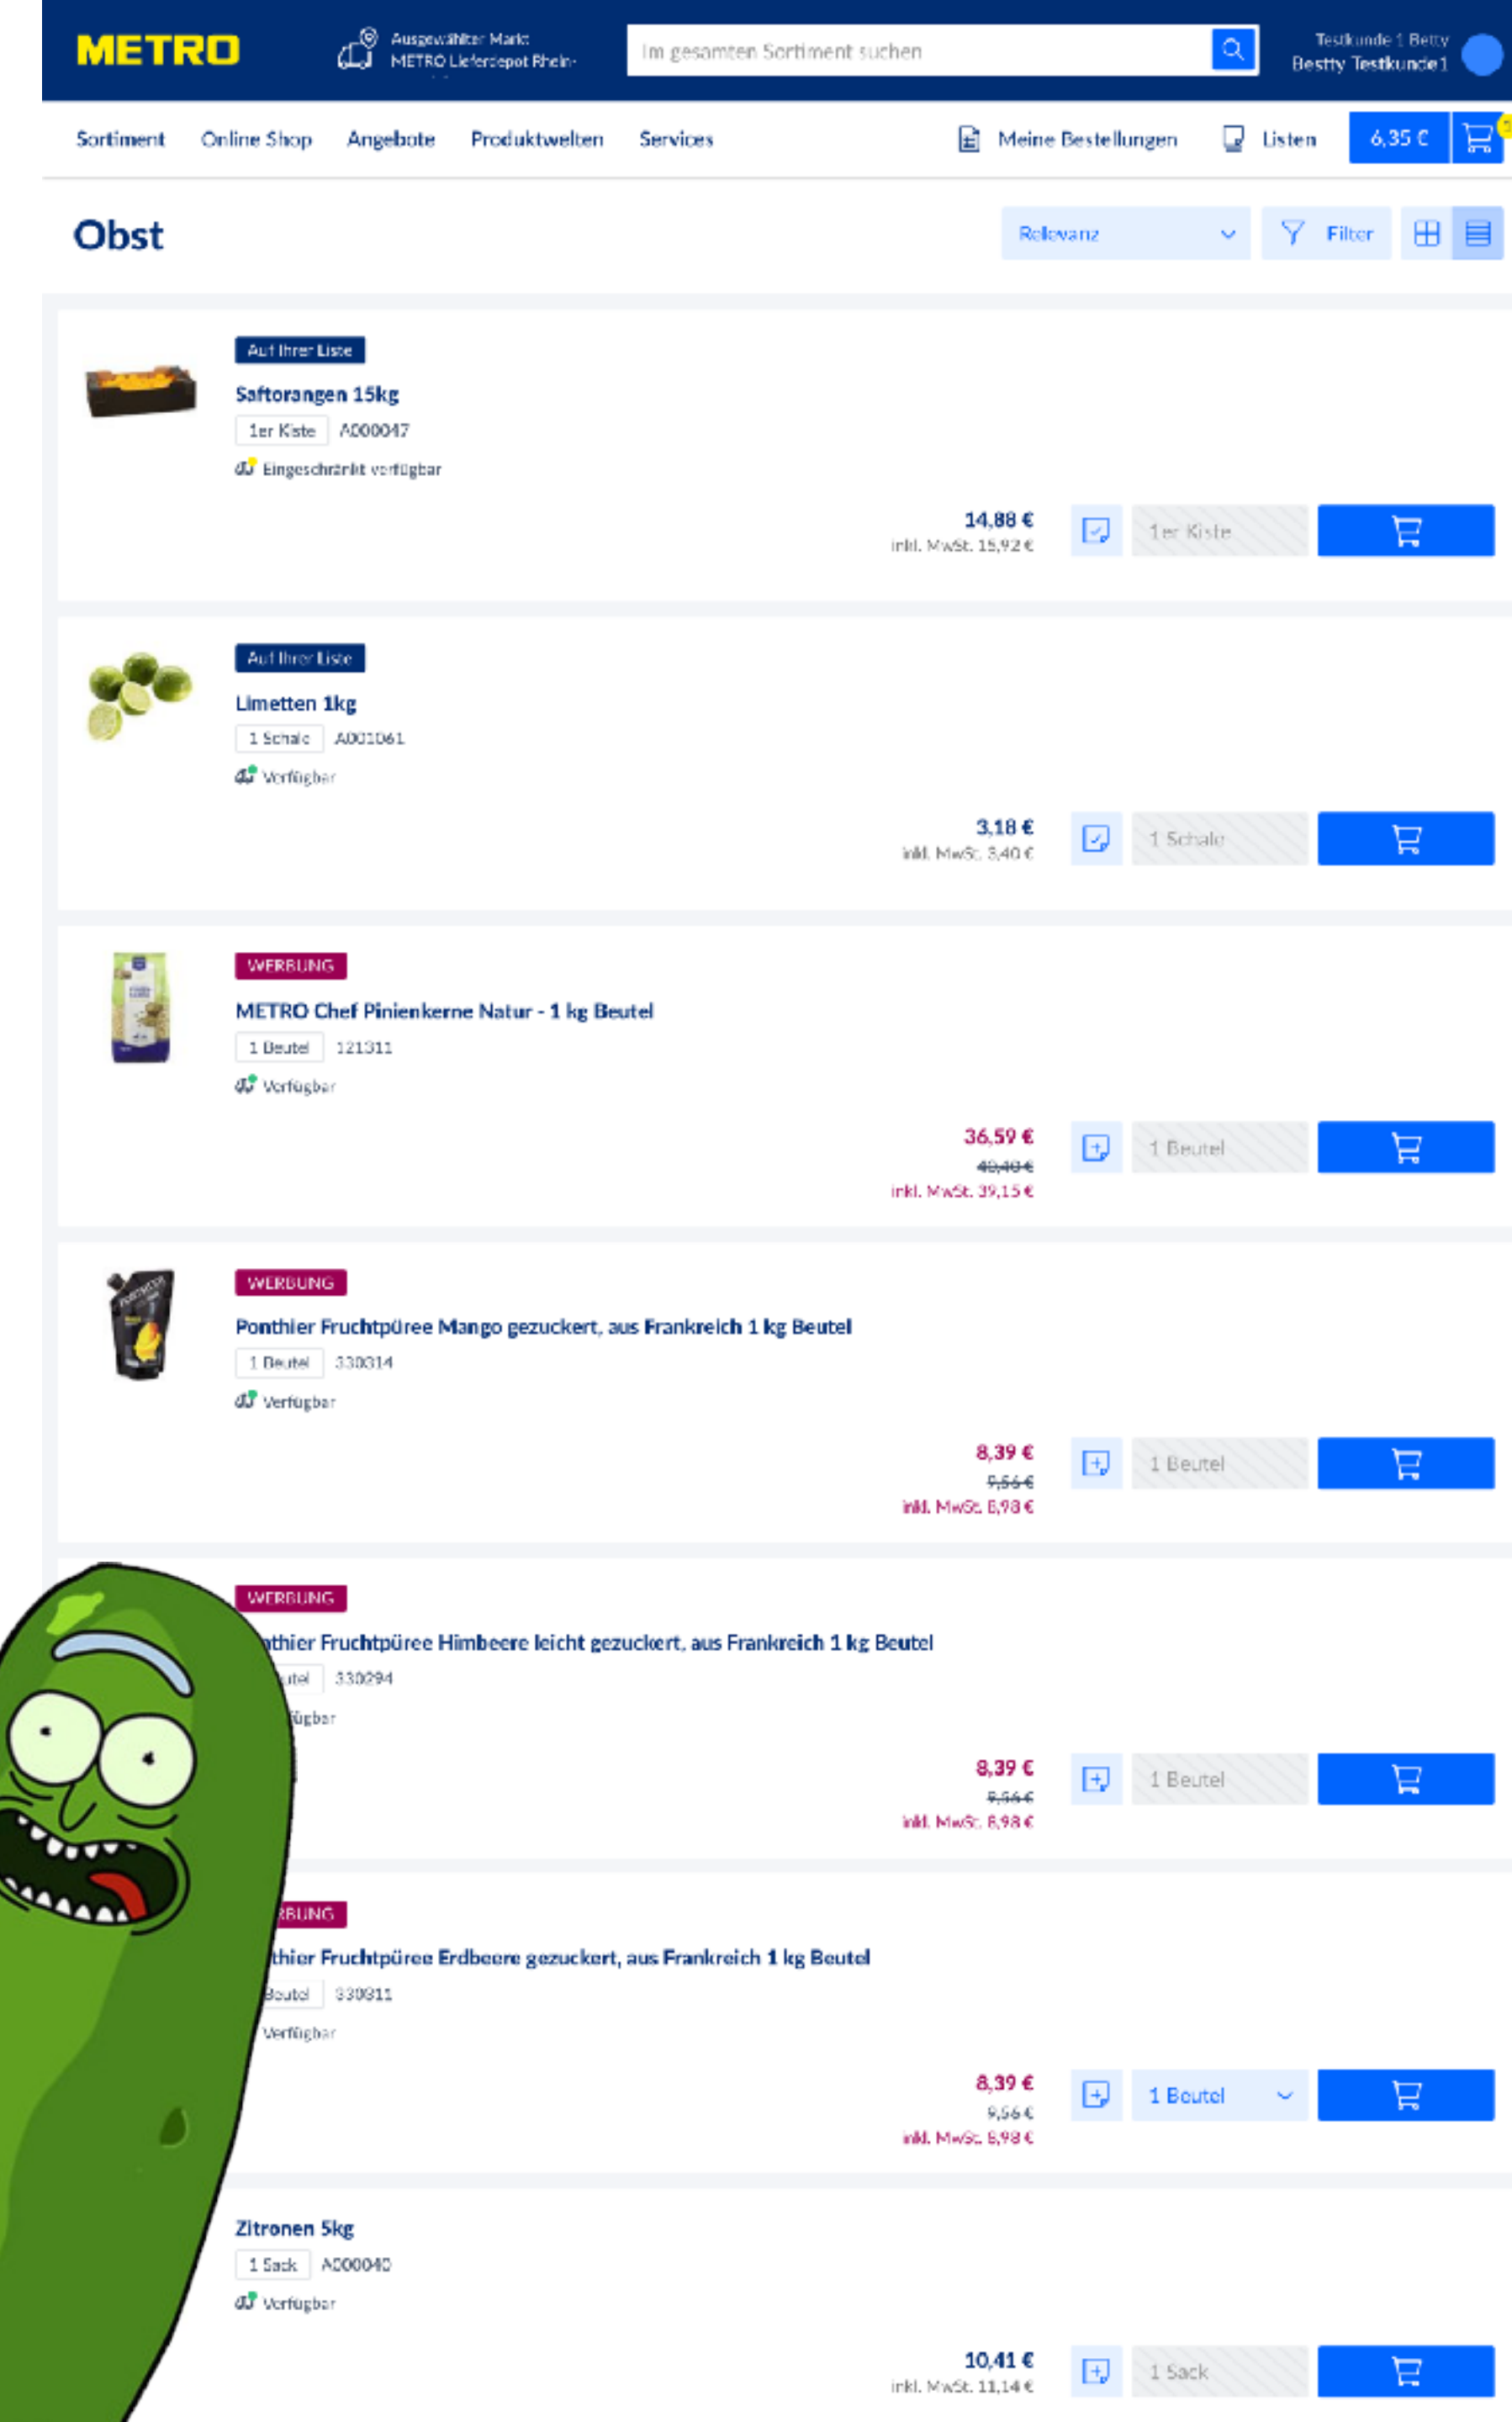 METRO
Ausgewählter Markt
METRO Lieferdepot Rhein-
Im gesamten Sortiment suchen
Testkunde 1 Betty
Bestty Testkunde1
Sortiment Online Shop Angebote Produktwelten Services Meine Bestellungen Listen 6,35 € 5
Obst
Relevanz Filter
Auf Ihrer Liste
Saftorangen 15kg
1er Kiste A000047
Eingeschränkt verfügbar
14,88 €
inkl. MwSt. 15,92 €
1er Kiste
Auf Ihrer Liste
Limetten 1kg
1 Schale A001061
Verfügbar
3,18 €
inkl. MwSt. 3,40 €
1 Schale
WERBUNG
METRO Chef Pinienkerne Natur - 1 kg Beutel
1 Beutel 121311
Verfügbar
36,59 €
40,40 €
inkl. MwSt. 39,15 €
1 Beutel
WERBUNG
Ponthier Fruchtpüree Mango gezuckert, aus Frankreich 1 kg Beutel
1 Beutel 330314
Verfügbar
8,39 €
9,56 €
inkl. MwSt. 8,98 €
1 Beutel
WERBUNG
nthier Fruchtpüree Himbeere leicht gezuckert, aus Frankreich 1 kg Beutel
utel 330294
ügbar
8,39 €
9,56 €
inkl. MwSt. 8,98 €
1 Beutel
RBUNG
thier Fruchtpüree Erdbeere gezuckert, aus Frankreich 1 kg Beutel
Beutel 330311
Verfügbar
8,39 €
9,56 €
inkl. MwSt. 8,98 €
1 Beutel
Zitronen 5kg
1 Sack A000040
Verfügbar
10,41 €
inkl. MwSt. 11,14 €
1 Sack